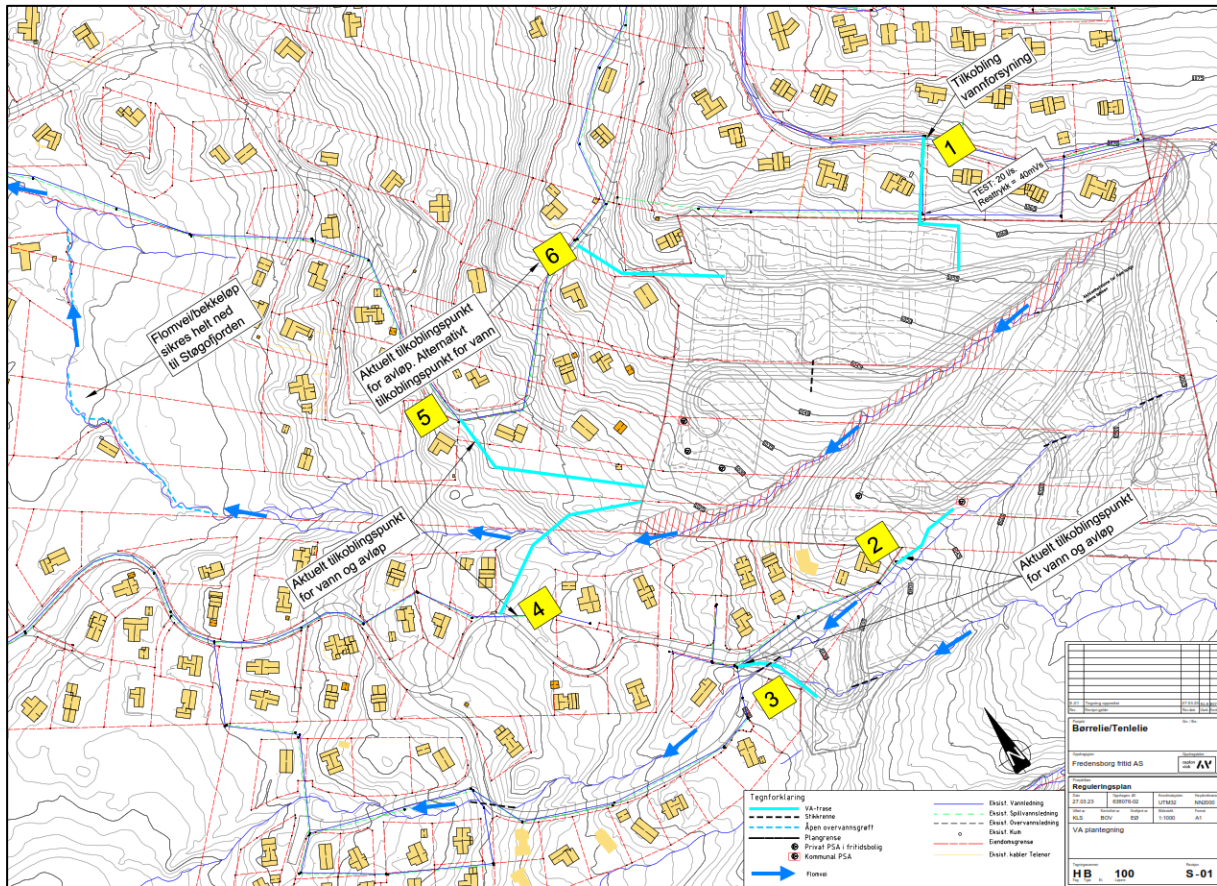 Tilkobling
vannforsyning
1
TEST: 20 l/s.
Resttrykk = 40mVs
6
Flomvei/bekkeløp
sikres helt ned
til Støgofjorden
Aktuelt tilkoblingspunkt
for avløp. Alternativt
tilkoblingspunkt for vann
5
Aktuelt tilkoblingspunkt
for vann og avløp
4
2
Aktuelt tilkoblingspunkt
for vann og avløp
3
Tegnforklaring
VA-trase
Stikkrenne
Åpen overvannsgrøft
Plangrense
Privat PSA i fritidsbolig
Kommunal PSA
Flomvei
Eksist. Vannledning
Eksist. Spillvannsledning
Eksist. Overvannsledning
Eksist. Kum
Eiendomsgrense
Eksist. kabler Telenor
Børrelie/Tenlelie
Fredensborg fritid AS
Reguleringsplan
27.03.23 UTM32 NN2000
KLS BOV BØ 1:1000 A1
VA plantegning
HB 100 S-01